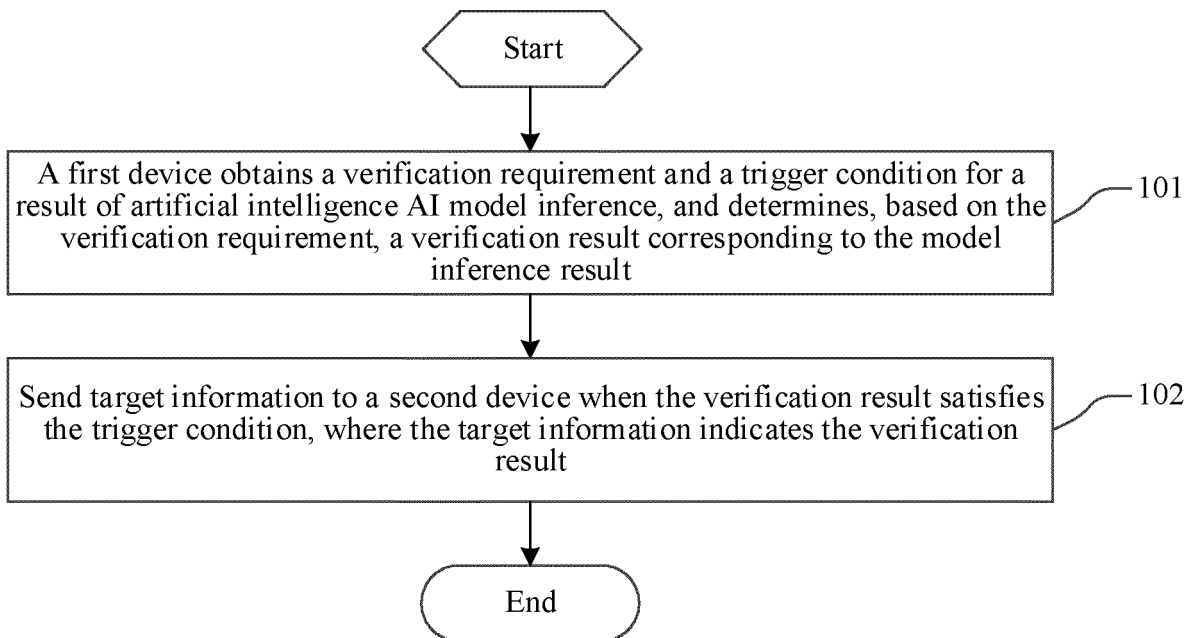 Start
A first device obtains a verification requirement and a trigger condition for a
result of artificial intelligence AI model inference, and determines, based on the
verification requirement, a verification result corresponding to the model
inference result
101
Send target information to a second device when the verification result satisfies
the trigger condition, where the target information indicates the verification
result
102
End